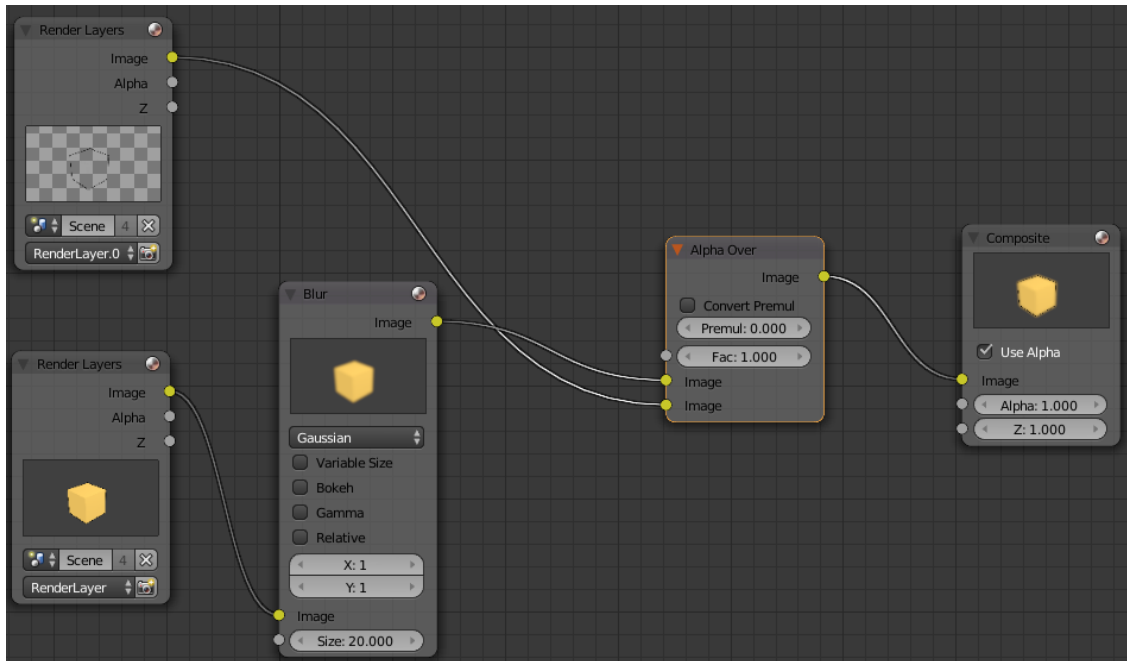 Render Layers
Image
Alpha
Z
Scene 4
RenderLayer.0
Render Layers
Image
Alpha
Z
Scene 4
RenderLayer
Blur
Image
Gaussian
Variable Size
Bokeh
Gamma
Relative
X: 1
Y: 1
Image
Size: 20.000
Alpha Over
Image
Convert Premul
Premul: 0.000
Fac: 1.000
Image
Image
Composite
Use Alpha
Image
Alpha: 1.000
Z: 1.000